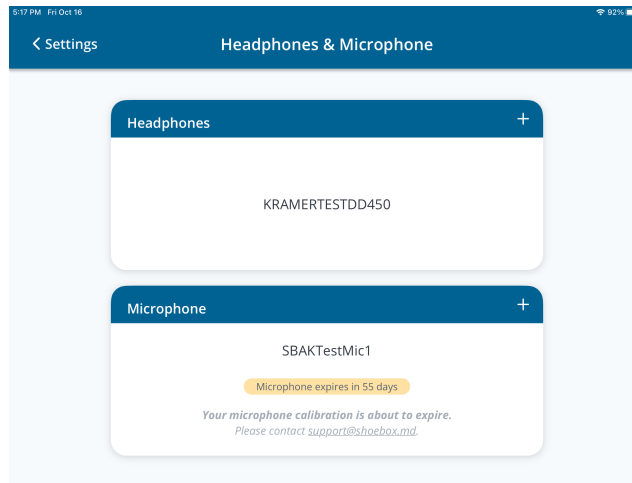 5:17 PM Fri Oct 16
92%
Settings
Headphones & Microphone
Headphones
+
KRAMERTESTDD450
Microphone
+
SBAKTestMic1
Microphone expires in 55 days
Your microphone calibration is about to expire.
Please contact support@shoebox.md.